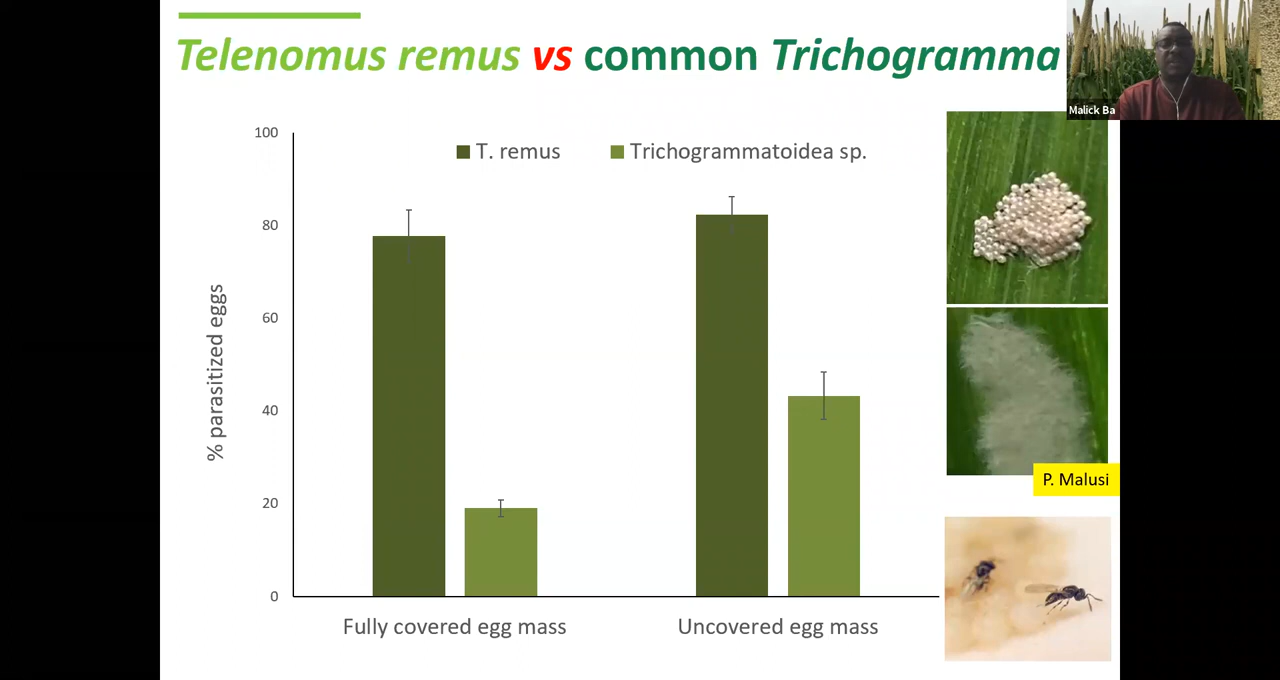 Telenomus remus vs common Trichogramma
Malick Ba
100
T. remus
Trichogrammatoidea sp.
80
60
40
20
0
% parasitized eggs
Fully covered egg mass
Uncovered egg mass
P. Malusi